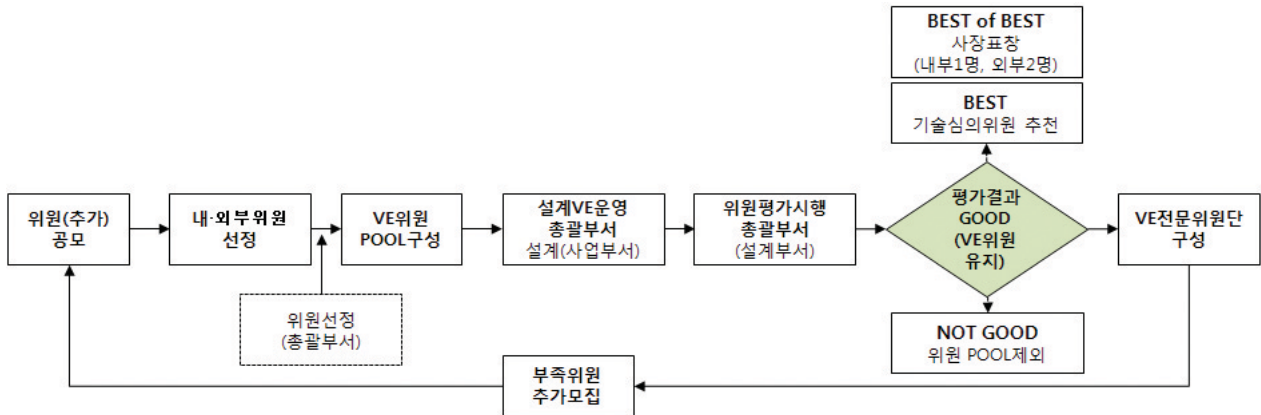 BEST of BEST
사장표창
(내부1명, 외부2명)
BEST
기술심의위원 추천
위원(추가)
공모
내·외부위원
선정
VE위원
POOL구성
설계VE운영
총괄부서
설계(사업부서)
위원평가시행
총괄부서
(설계부서)
평가결과
GOOD
(VE위원
유지)
VE전문위원단
구성
위원선정
(총괄부서)
NOT GOOD
위원 POOL제외
부족위원
추가모집